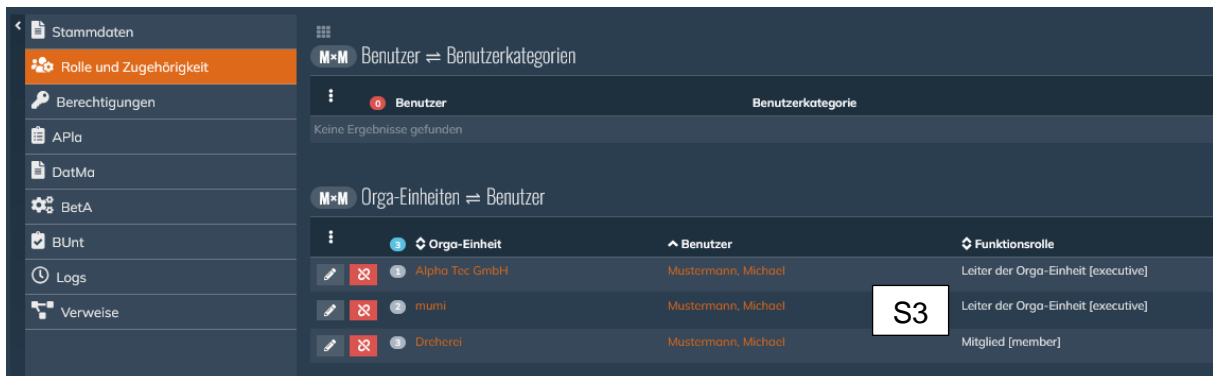 Stammdaten
Rolle und Zugehörigkeit
Berechtigungen
APla
DatMa
BetA
BUnt
Logs
Verweise
M×M Benutzer ⇌ Benutzerkategorien
0 Benutzer Benutzerkategorie
Keine Ergebnisse gefunden
M×M Orga-Einheiten ⇌ Benutzer
3 Orga-Einheit Benutzer Funktionsrolle
1 Alpha Tec GmbH Mustermann, Michael Leiter der Orga-Einheit [executive]
2 mumi Mustermann, Michael Leiter der Orga-Einheit [executive]
S3
3 Dreherei Mustermann, Michael Mitglied [member]